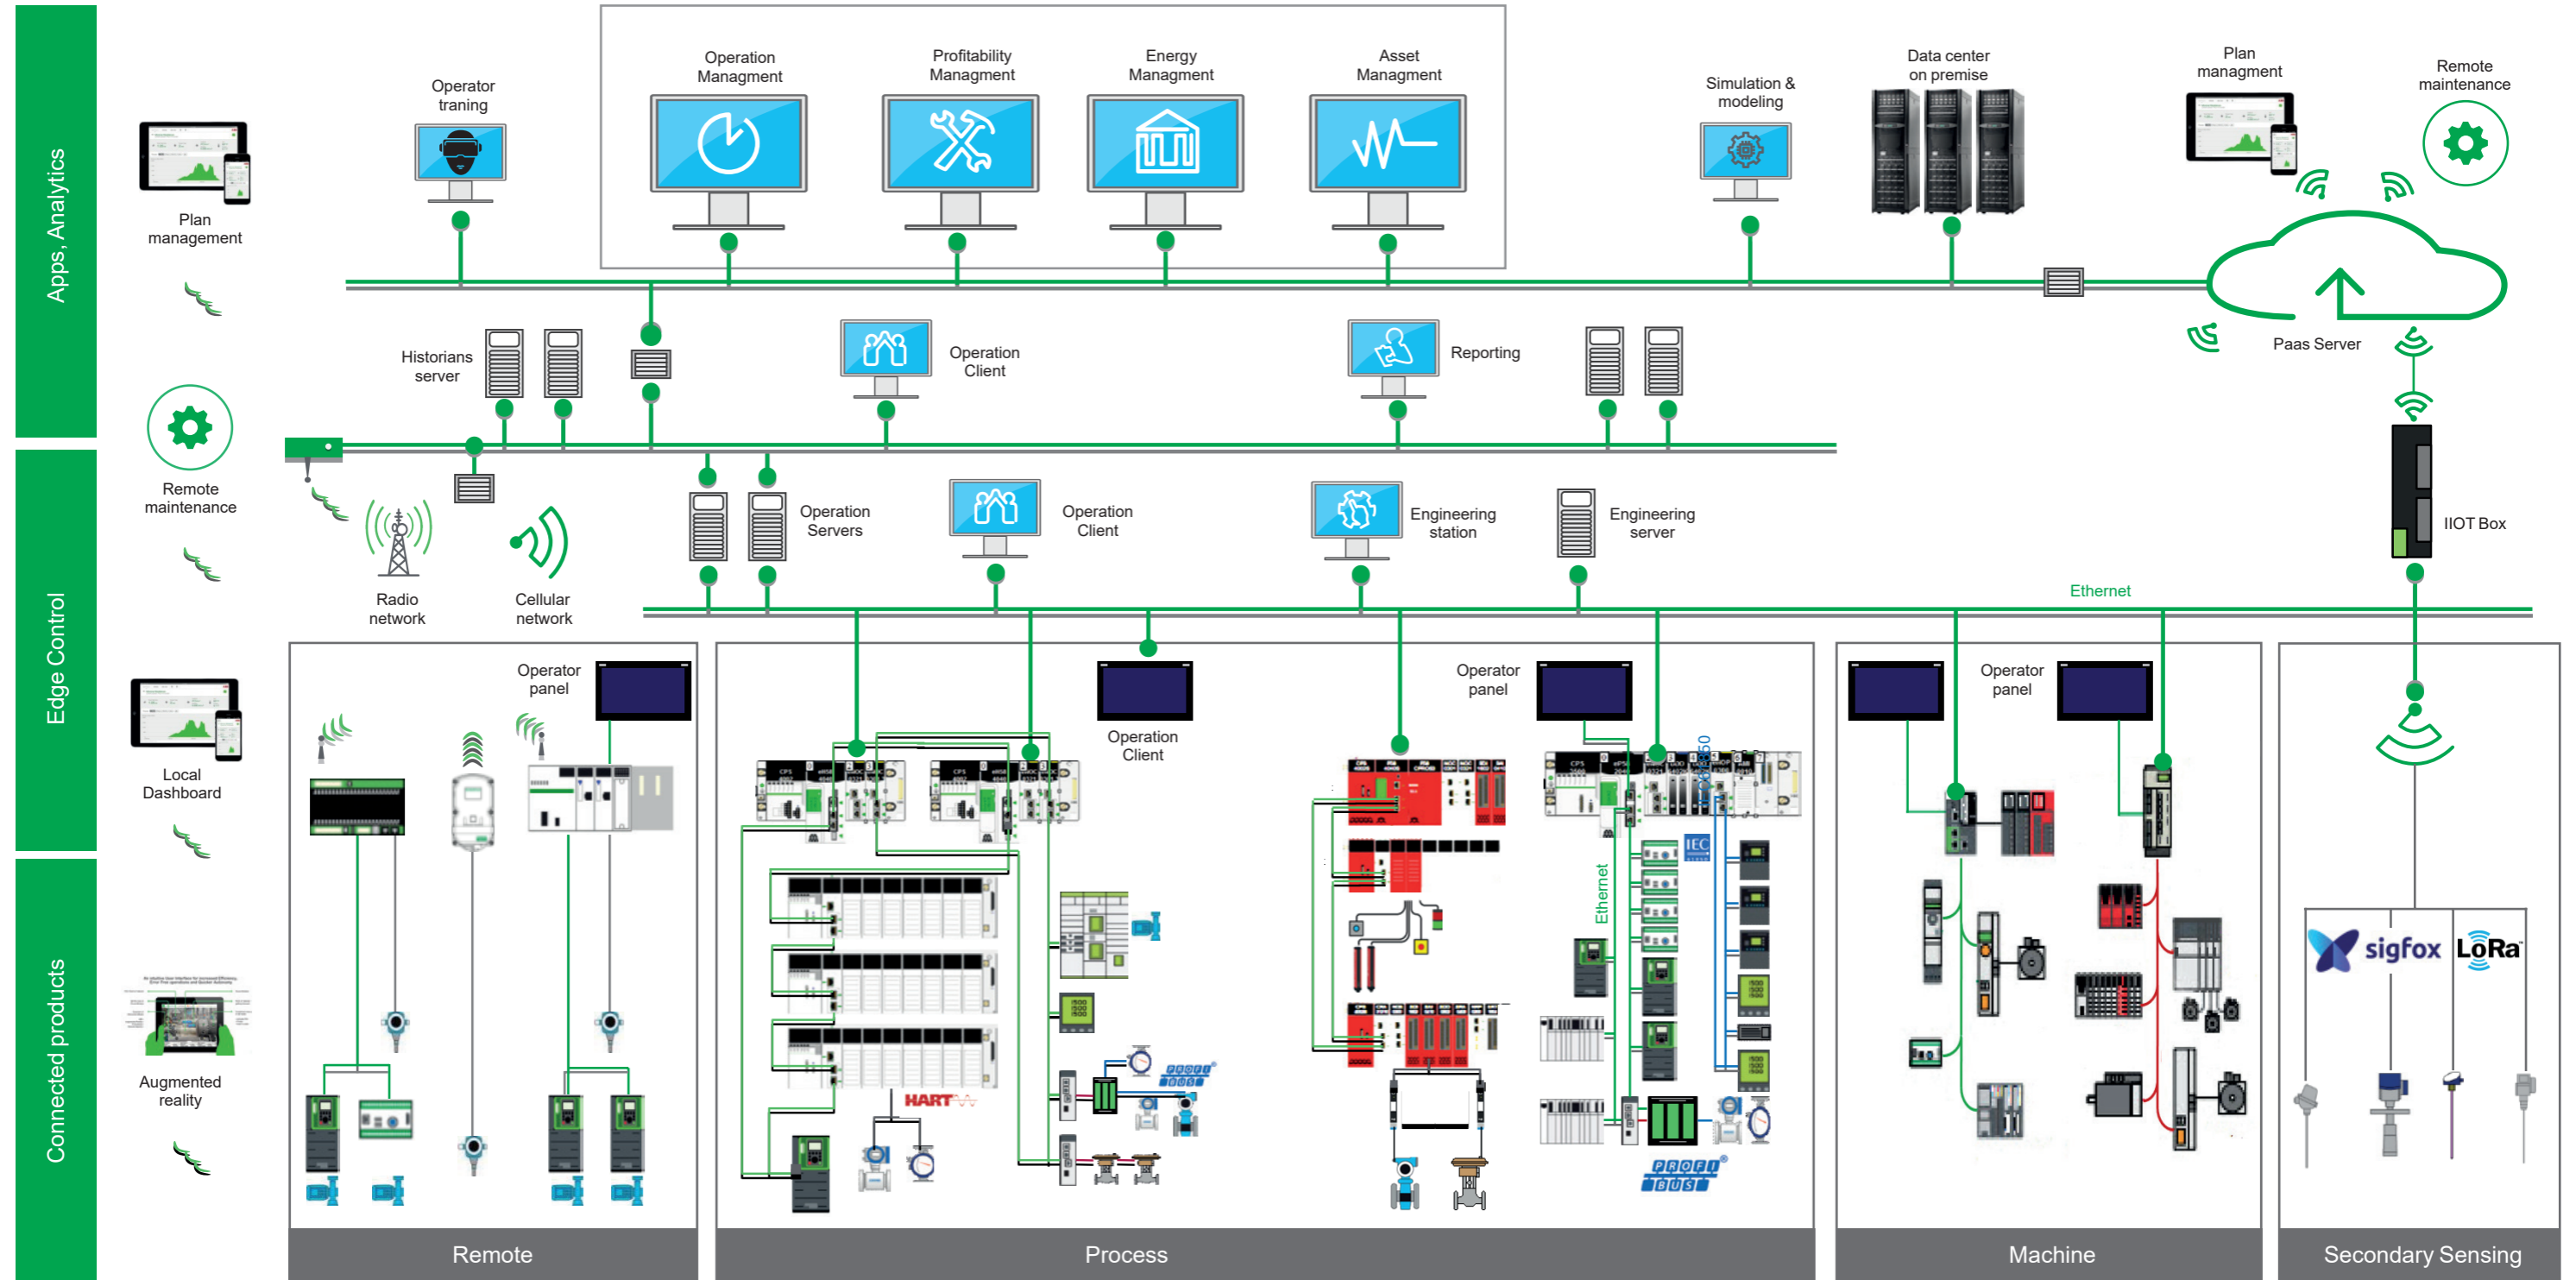 Apps, Analytics
Edge Control
Connected products
Plan
management
Remote
maintenance
Local
Dashboard
Augmented
reality
Operator
traning
Operation
Managment
Profitability
Managment
Energy
Managment
Asset
Managment
Simulation &
modeling
Data center
on premise
Plan
managment
Remote
maintenance
Historians
server
Operation
Client
Reporting
Paas Server
Radio
network
Cellular
network
Operation
Servers
Operation
Client
Engineering
station
Engineering
server
IIOT Box
Ethernet
Operator
panel
Operation
Client
Operator
panel
Operator
panel
IEC
Ethernet
HART
PROFI
BUS
PROFI
BUS
sigfox
LoRa
Remote
Process
Machine
Secondary Sensing